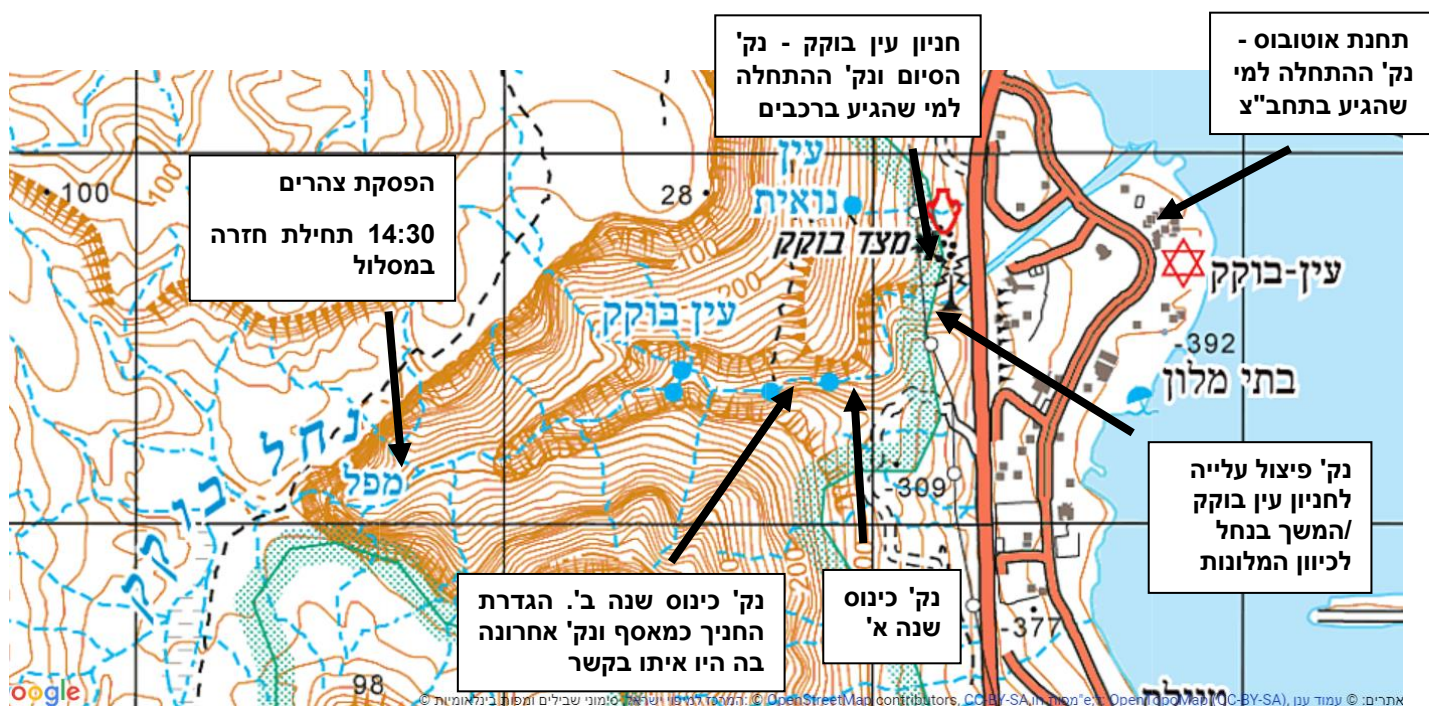 תחנת אוטובוס -
נק' ההתחלה למי
שהגיע בתחב"צ
חניון עין בוקק - נק'
הסיום ונק' ההתחלה
למי שהגיע ברכבים
הפסקת צהרים
14:30 תחילת חזרה
במסלול
100
100
28
100
200
עין
נואית
מצד בוקק
עין-בוקק
עין-בוקק
-392
בתי מלון
נחל
בוקק
מפל
-309
-377
98
נק' פיצול עלייה
לחניון עין בוקק
/המשך בנחל
לכיוון המלונות
נק' כינוס
שנה א'
נק' כינוס שנה ב'. הגדרת
החניך כמאסף ונק' אחרונה
בה היו איתו בקשר
oogle